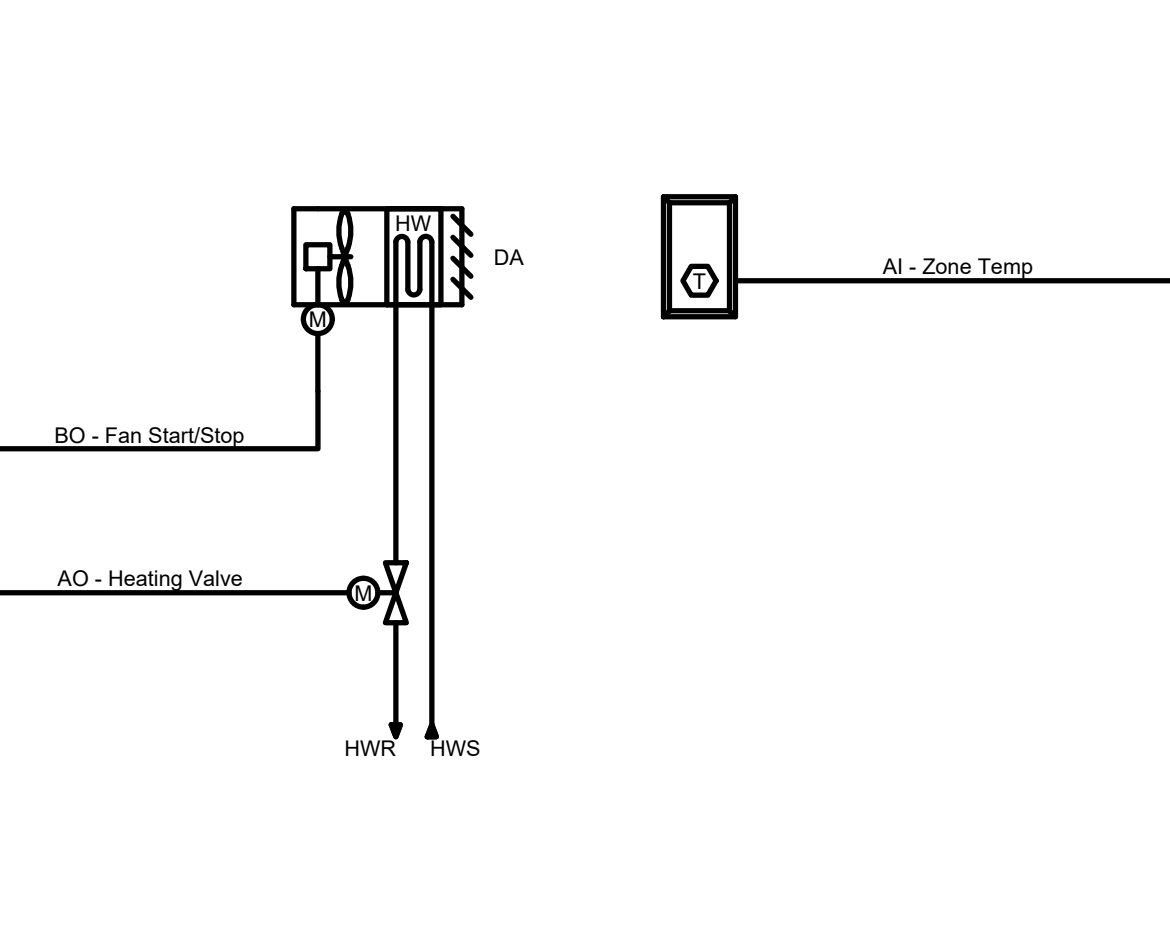 HW
DA
AI - Zone Temp
T
M
BO - Fan Start/Stop
AO - Heating Valve
M
HWR
HWS